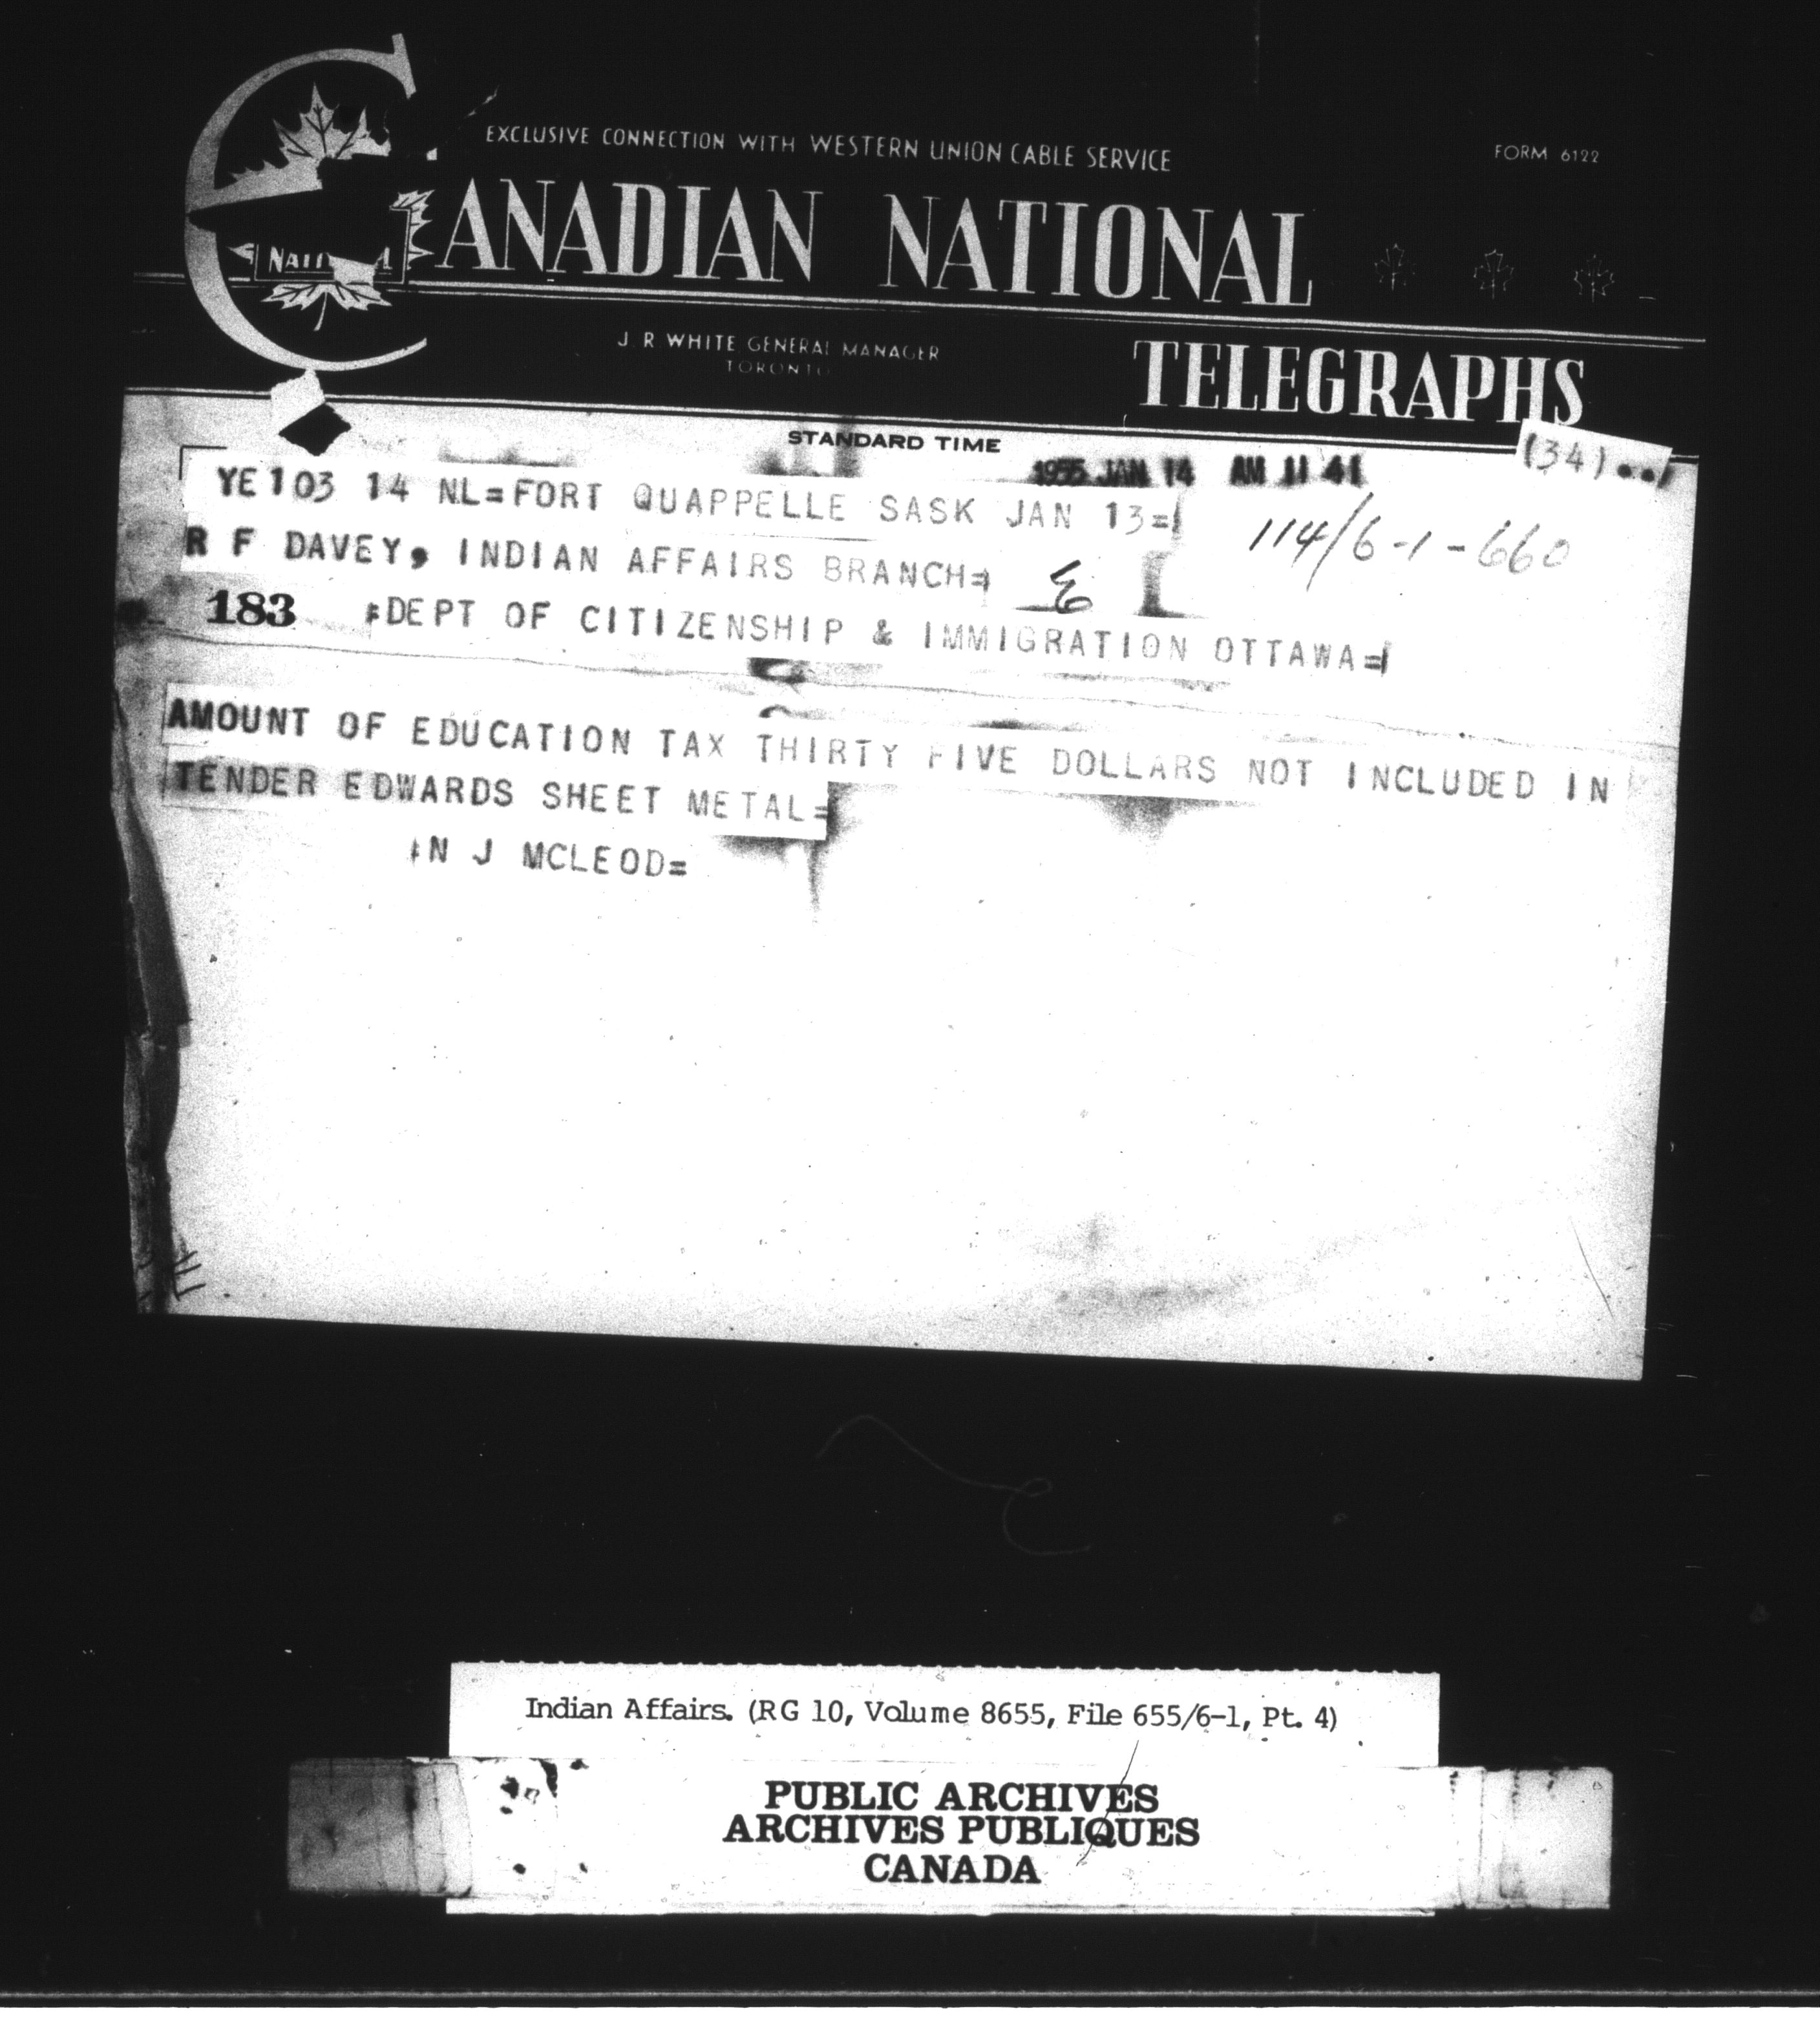 EXCLUSIVE CONNECTION WITH WESTERN UNION CABLE SERVICE
FORM 6122
CANADIAN NATIONAL
J. R. WHITE GENERAL MANAGER
TORONTO
TELEGRAPHS
STANDARD TIME
1955 JAN 14 AM 11 41
(34)
YE103 14 NL=FORT QUAPPELLE SASK JAN 13=
114/6-1-660
R F DAVEY, INDIAN AFFAIRS BRANCH=
183 DEPT OF CITIZENSHIP & IMMIGRATION OTTAWA=
AMOUNT OF EDUCATION TAX THIRTY FIVE DOLLARS NOT INCLUDED IN
TENDER EDWARDS SHEET METAL=
N J MCLEOD=
Indian Affairs. (RG 10, Volume 8655, File 655/6-1, Pt. 4)
PUBLIC ARCHIVES
ARCHIVES PUBLIQUES
CANADA